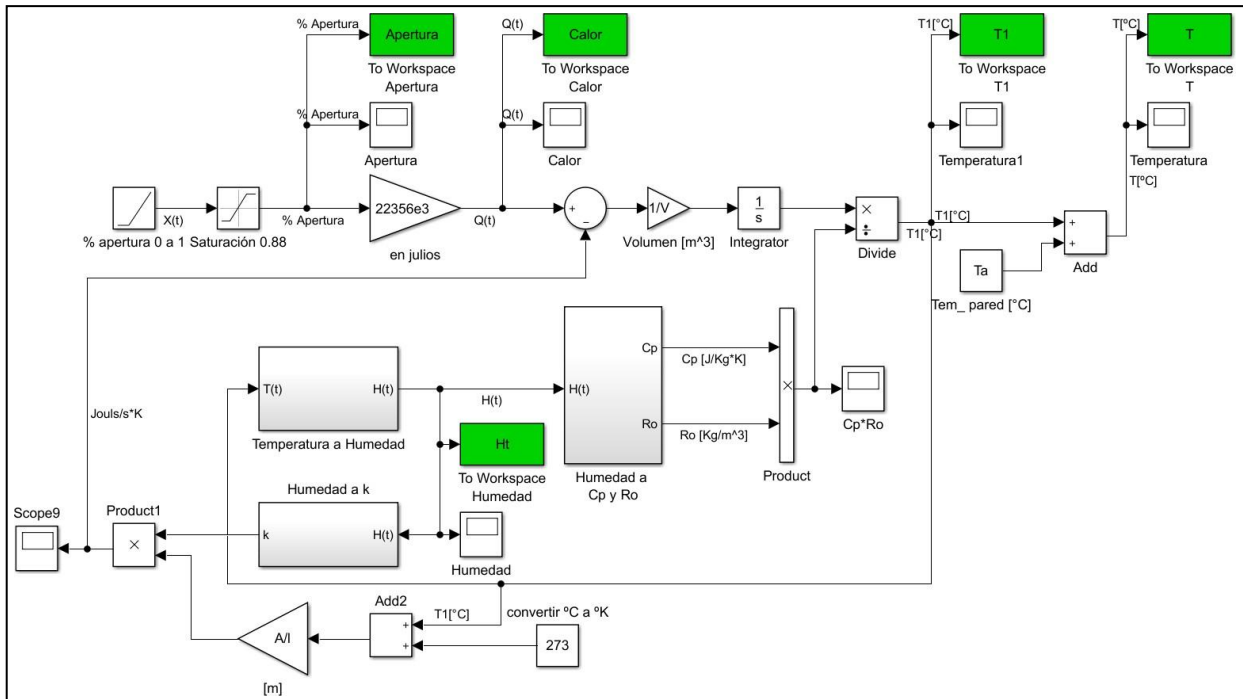 % Apertura
Apertura
To Workspace
Apertura
Q(t)
Calor
To Workspace
Calor
T1[°C]
T1
To Workspace
T1
T[ºC]
T
To Workspace
T
% Apertura
Apertura
Q(t)
Calor
Temperatura1
Temperatura
T[ºC]
X(t)
% apertura 0 a 1
Saturación 0.88
% Apertura
22356e3
en julios
Q(t)
+
−
1/V
Volumen [m^3]
1
s
Integrator
×
÷
Divide
T1[°C]
T1[°C]
+
+
Add
Ta
Tem_ pared [°C]
Jouls/s*K
T(t)
H(t)
Temperatura a Humedad
H(t)
H(t)
Cp
Ro
Humedad a
Cp y Ro
Cp [J/Kg*K]
Ro [Kg/m^3]
×
Product
Cp*Ro
Ht
To Workspace
Humedad
Humedad a k
k
H(t)
Humedad
Scope9
Product1
×
A/l
[m]
Add2
+
+
T1[°C]
convertir ºC a ºK
273